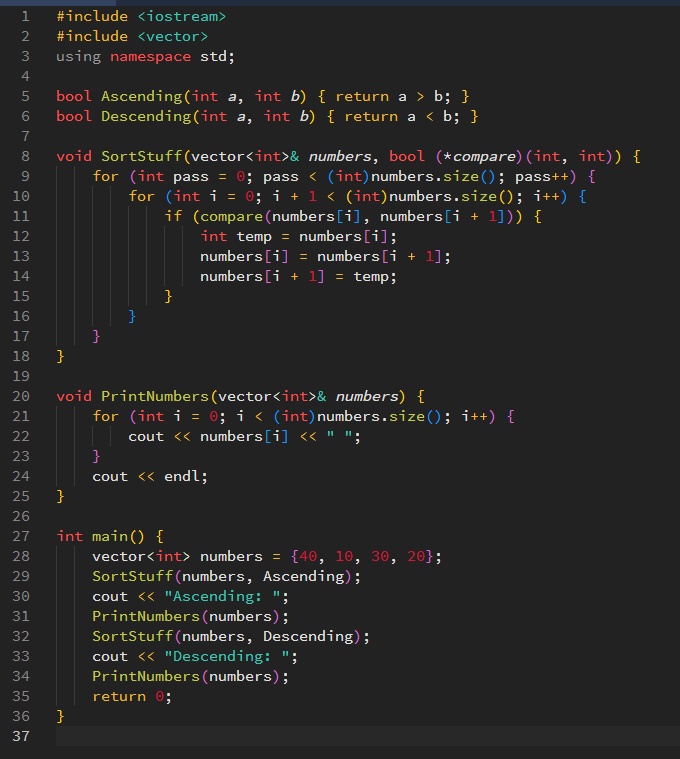 1 #include <iostream>
2 #include <vector>
3 using namespace std;
4
5 bool Ascending(int a, int b) { return a > b; }
6 bool Descending(int a, int b) { return a < b; }
7
8 void SortStuff(vector<int>& numbers, bool (*compare)(int, int)) {
9     for (int pass = 0; pass < (int)numbers.size(); pass++) {
10         for (int i = 0; i + 1 < (int)numbers.size(); i++) {
11             if (compare(numbers[i], numbers[i + 1])) {
12                 int temp = numbers[i];
13                 numbers[i] = numbers[i + 1];
14                 numbers[i + 1] = temp;
15             }
16         }
17     }
18 }
19
20 void PrintNumbers(vector<int>& numbers) {
21     for (int i = 0; i < (int)numbers.size(); i++) {
22         cout << numbers[i] << " ";
23     }
24     cout << endl;
25 }
26
27 int main() {
28     vector<int> numbers = {40, 10, 30, 20};
29     SortStuff(numbers, Ascending);
30     cout << "Ascending: ";
31     PrintNumbers(numbers);
32     SortStuff(numbers, Descending);
33     cout << "Descending: ";
34     PrintNumbers(numbers);
35     return 0;
36 }
37